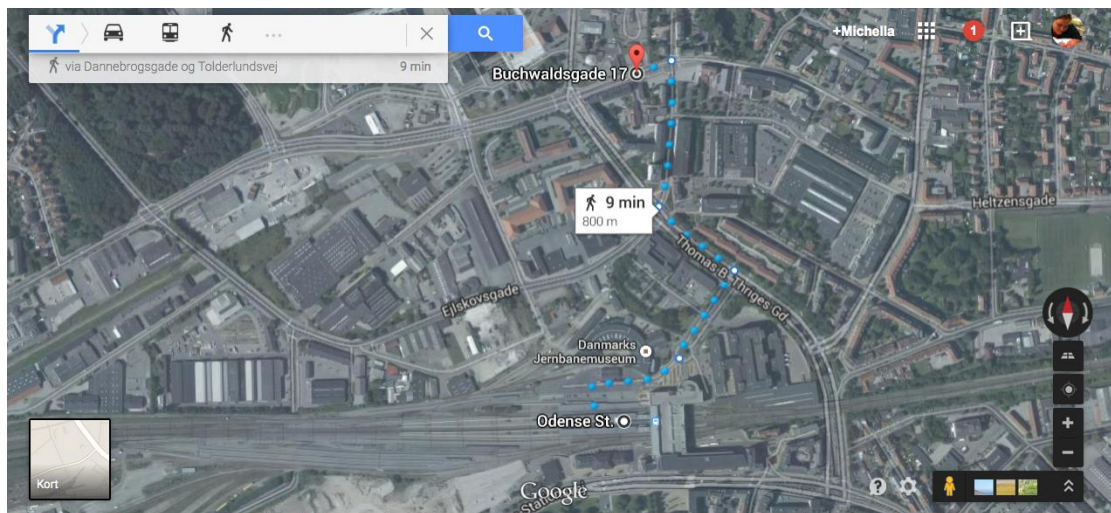 +Michella
1
via Dannebrogsgade og Tolderlundsvej 9 min
Buchwaldsgade 17
9 min
800 m
Heltzensgade
Thomas B. Thriges Gd.
Ejlskovsgade
Danmarks
Jernbanemuseum
Odense St.
Kort
Google